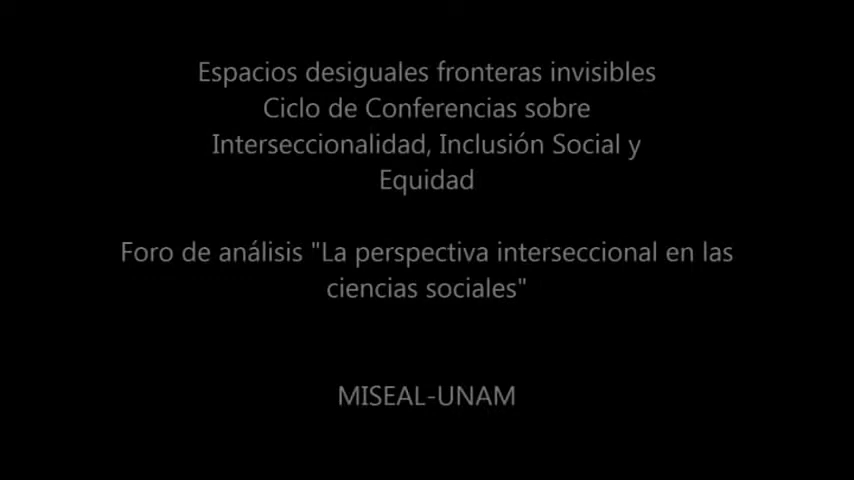 Espacios desiguales fronteras invisibles
Ciclo de Conferencias sobre
Interseccionalidad, Inclusión Social y
Equidad
Foro de análisis "La perspectiva interseccional en las
ciencias sociales"
MISEAL-UNAM